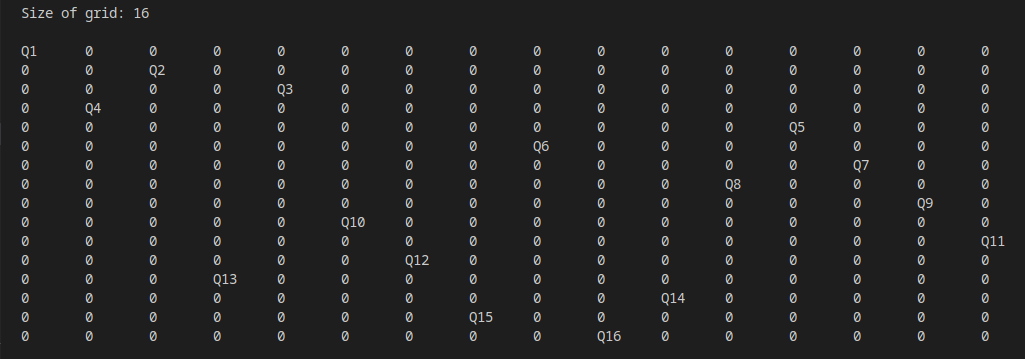 Size of grid: 16
Q1 0 0 0 0 0 0 0 0 0 0 0 0 0 0 0
0 0 Q2 0 0 0 0 0 0 0 0 0 0 0 0 0
0 0 0 0 Q3 0 0 0 0 0 0 0 0 0 0 0
0 Q4 0 0 0 0 0 0 0 0 0 0 0 0 0 0
0 0 0 0 0 0 0 0 0 0 0 0 Q5 0 0 0
0 0 0 0 0 0 0 0 Q6 0 0 0 0 0 0 0
0 0 0 0 0 0 0 0 0 0 0 0 0 Q7 0 0
0 0 0 0 0 0 0 0 0 0 0 Q8 0 0 0 0
0 0 0 0 0 0 0 0 0 0 0 0 0 0 Q9 0
0 0 0 0 0 Q10 0 0 0 0 0 0 0 0 0 0
0 0 0 0 0 0 0 0 0 0 0 0 0 0 0 Q11
0 0 0 0 0 0 Q12 0 0 0 0 0 0 0 0 0
0 0 0 Q13 0 0 0 0 0 0 0 0 0 0 0 0
0 0 0 0 0 0 0 0 0 0 Q14 0 0 0 0 0
0 0 0 0 0 0 0 Q15 0 0 0 0 0 0 0 0
0 0 0 0 0 0 0 0 0 Q16 0 0 0 0 0 0